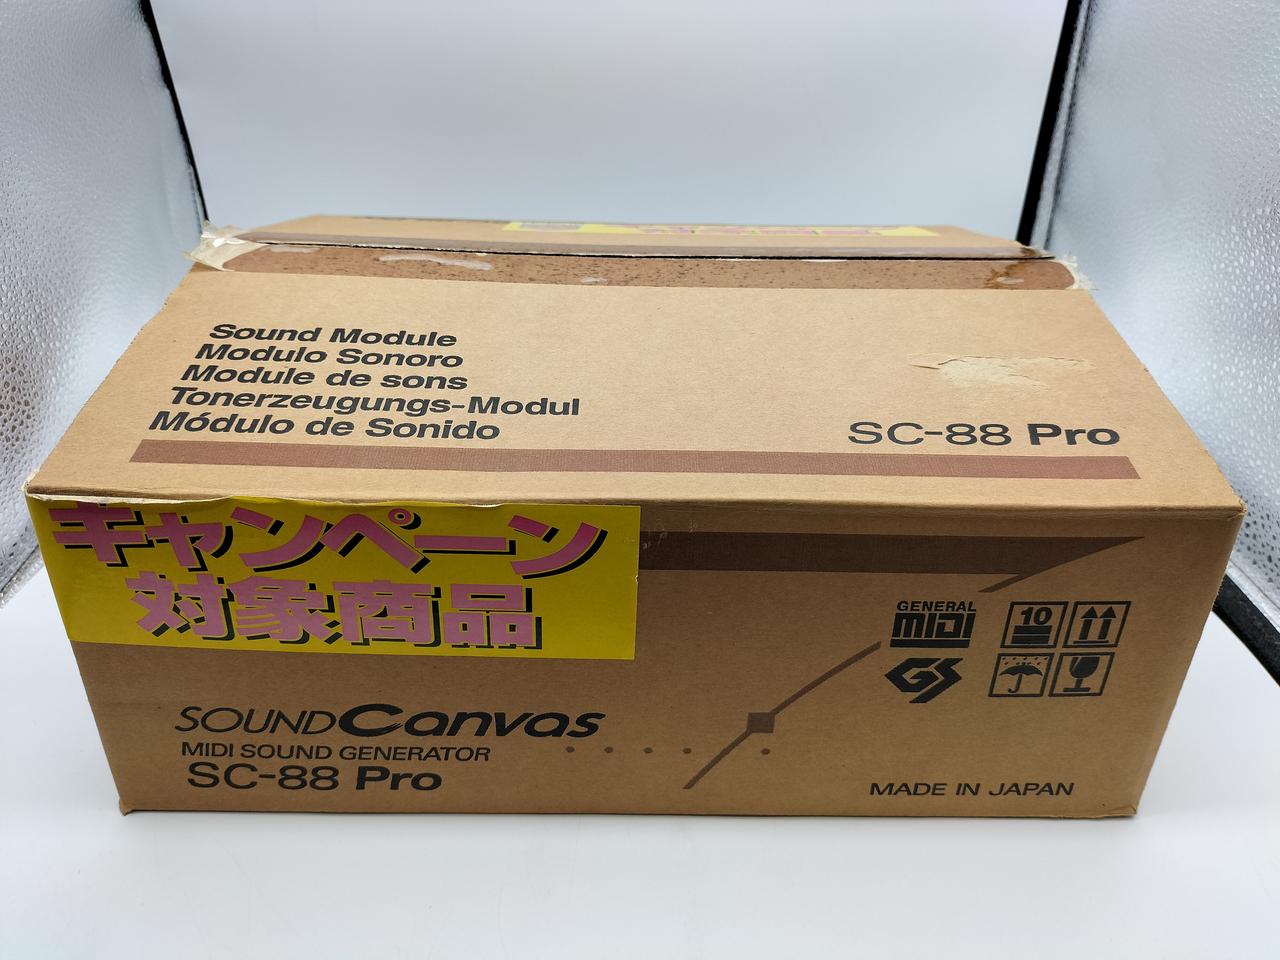 Sound Module
Modulo Sonoro
Module de sons
Tonerzeugungs-Modul
Módulo de Sonido
SC-88 Pro
キャンペーン
対象商品
GENERAL
MIDI
10
GS
SOUND Canvas
MIDI SOUND GENERATOR
SC-88 Pro
MADE IN JAPAN